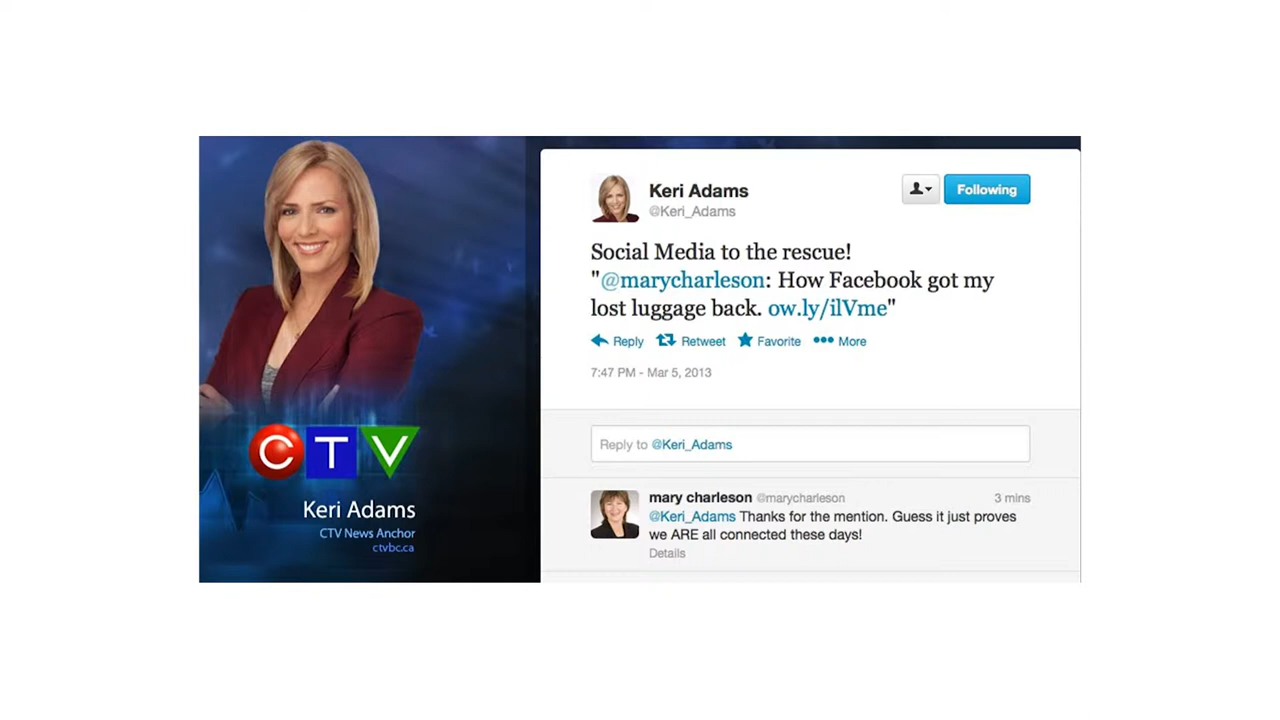 CTV
Keri Adams
CTV News Anchor
ctvbc.ca
Keri Adams
@Keri_Adams
Following
Social Media to the rescue!
"@marycharleson: How Facebook got my
lost luggage back. ow.ly/ilVme"
Reply Retweet Favorite More
7:47 PM - Mar 5, 2013
Reply to @Keri_Adams
mary charleson @marycharleson 3 mins
@Keri_Adams Thanks for the mention. Guess it just proves
we ARE all connected these days!
Details